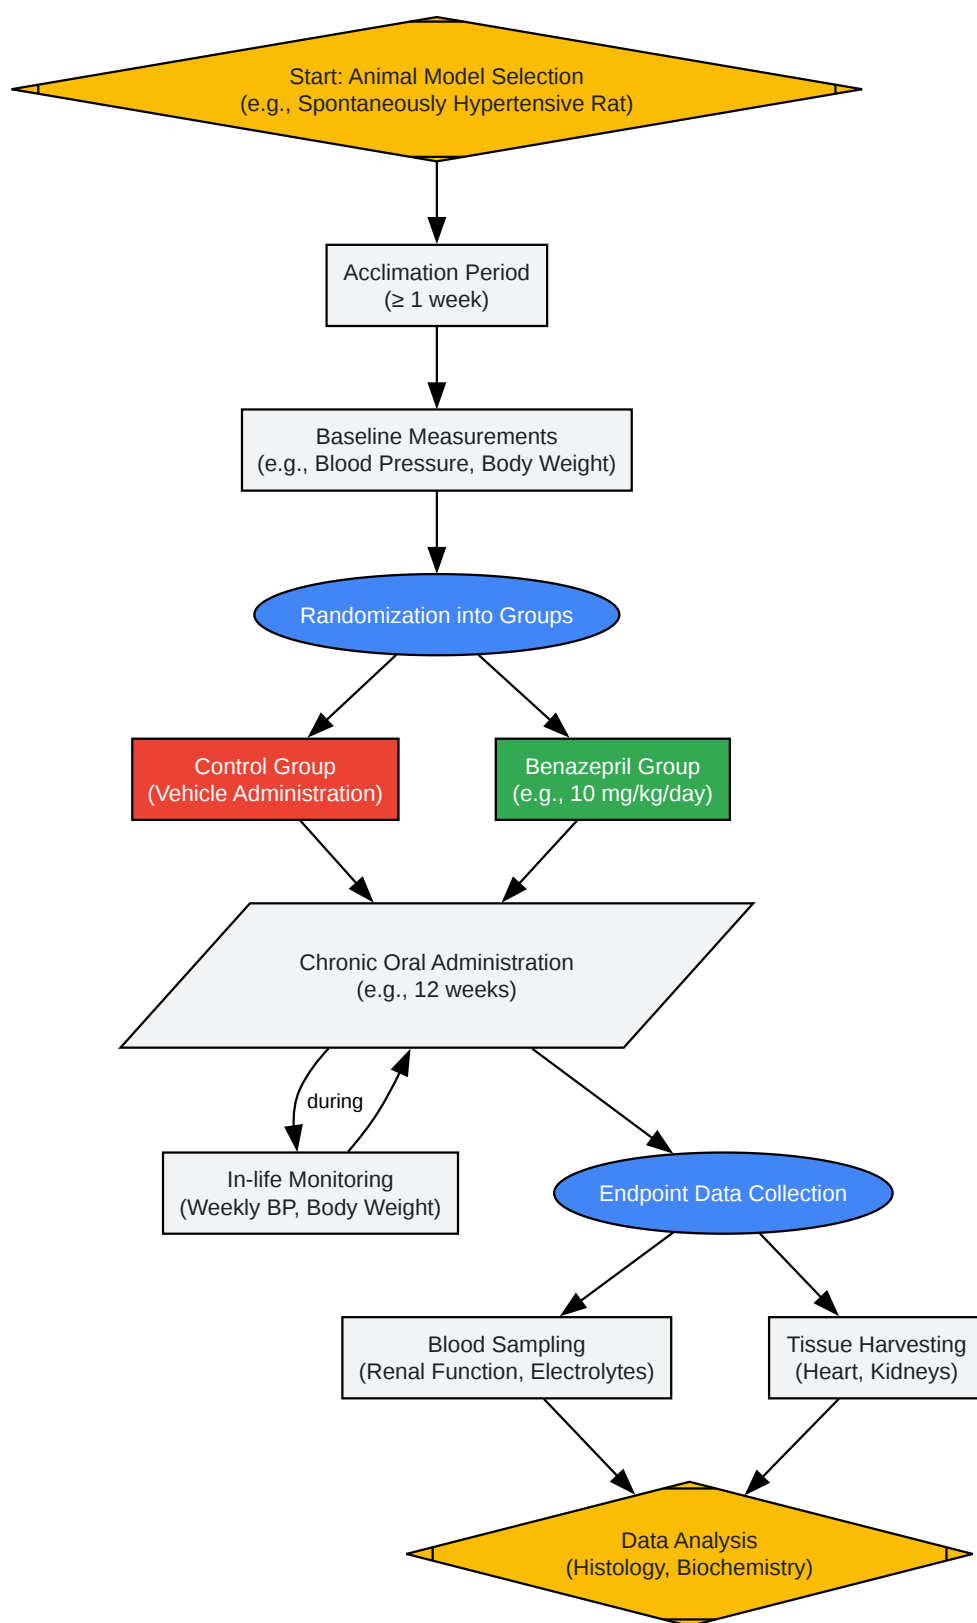 Start: Animal Model Selection
(e.g., Spontaneously Hypertensive Rat)
Acclimation Period
(≥ 1 week)
Baseline Measurements
(e.g., Blood Pressure, Body Weight)
Randomization into Groups
Control Group
(Vehicle Administration)
Benazepril Group
(e.g., 10 mg/kg/day)
Chronic Oral Administration
(e.g., 12 weeks)
during
In-life Monitoring
(Weekly BP, Body Weight)
Endpoint Data Collection
Blood Sampling
(Renal Function, Electrolytes)
Tissue Harvesting
(Heart, Kidneys)
Data Analysis
(Histology, Biochemistry)